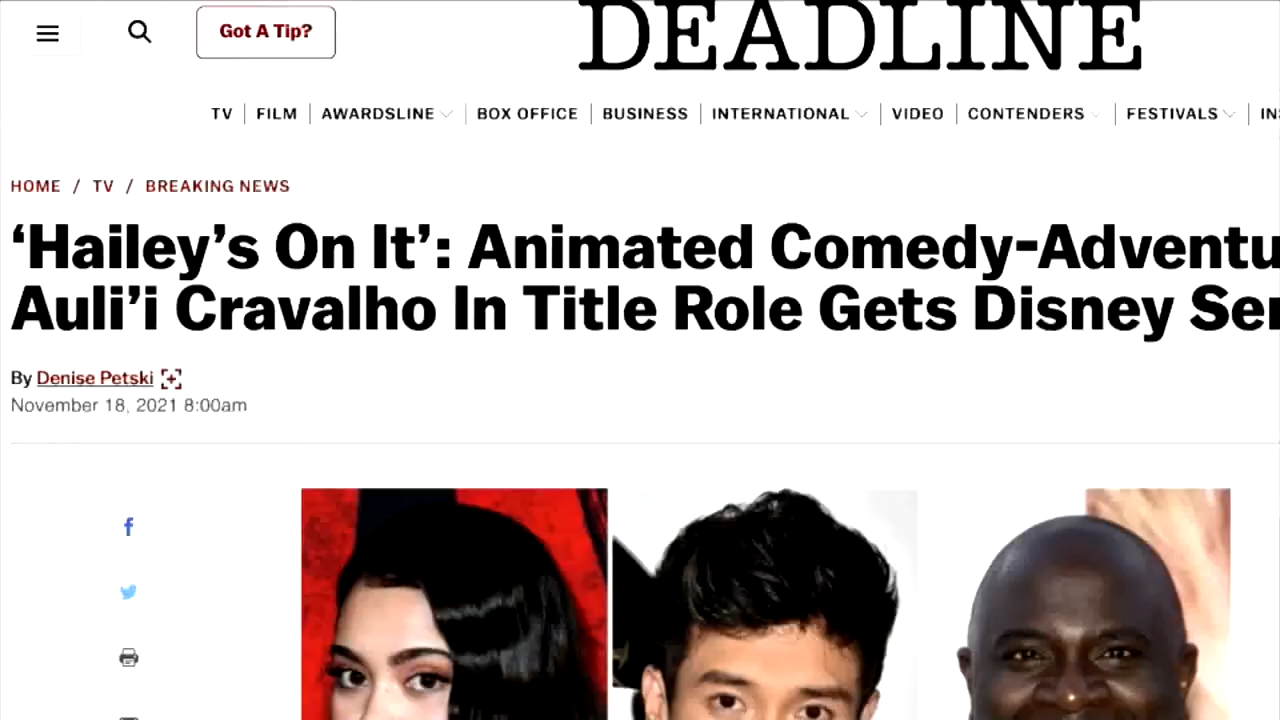 Got A Tip?
DEADLINE
TV FILM AWARDSLINE BOX OFFICE BUSINESS INTERNATIONAL VIDEO CONTENDERS FESTIVALS
HOME / TV / BREAKING NEWS
‘Hailey’s On It’: Animated Comedy-Adventu
Auli’i Cravalho In Title Role Gets Disney Ser
By Denise Petski
November 18, 2021 8:00am